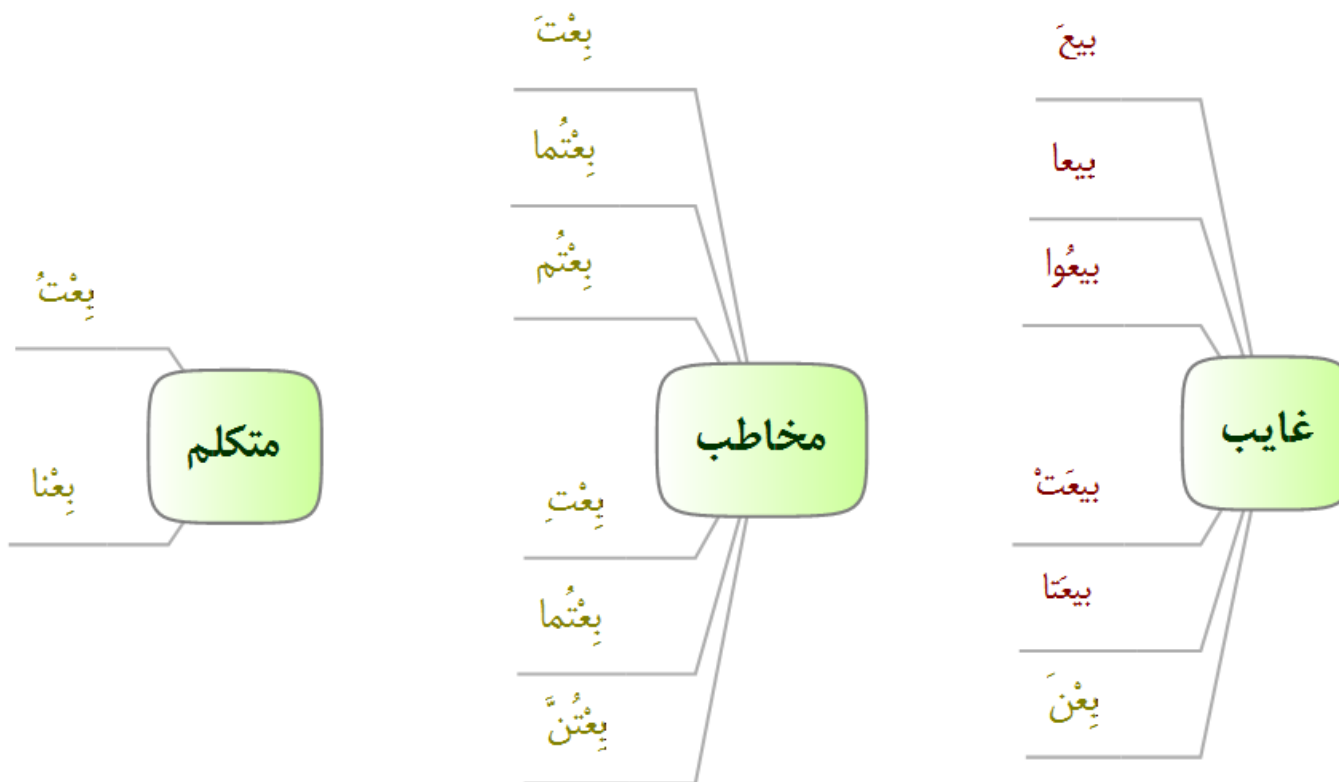 غایب
بیعَ
بیعا
بیعُوا
بیعَتْ
بیعَتا
بِعْنَ
مخاطب
بِعْتَ
بِعْتُما
بِعْتُم
بِعْتِ
بِعْتُما
بِعْتُنَّ
متکلم
بِعْتُ
بِعْنا